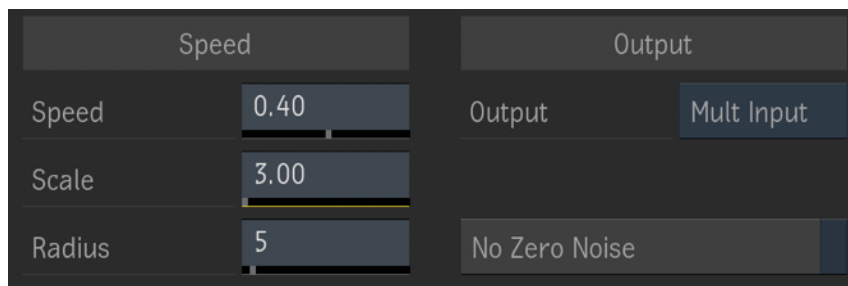 Speed
Output
Speed 0.40
Output Mult Input
Scale 3.00
Radius 5
No Zero Noise